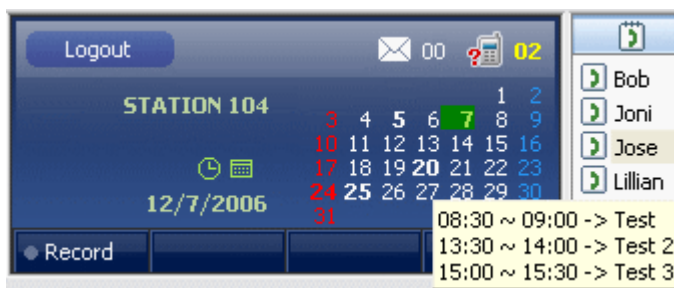 Logout
00
02
STATION 104
1 2
3 4 5 6 7 8 9
10 11 12 13 14 15 16
17 18 19 20 21 22 23
24 25 26 27 28 29 30
31
12/7/2006
Record
Bob
Joni
Jose
Lillian
08:30 ~ 09:00 -> Test
13:30 ~ 14:00 -> Test 2
15:00 ~ 15:30 -> Test 3